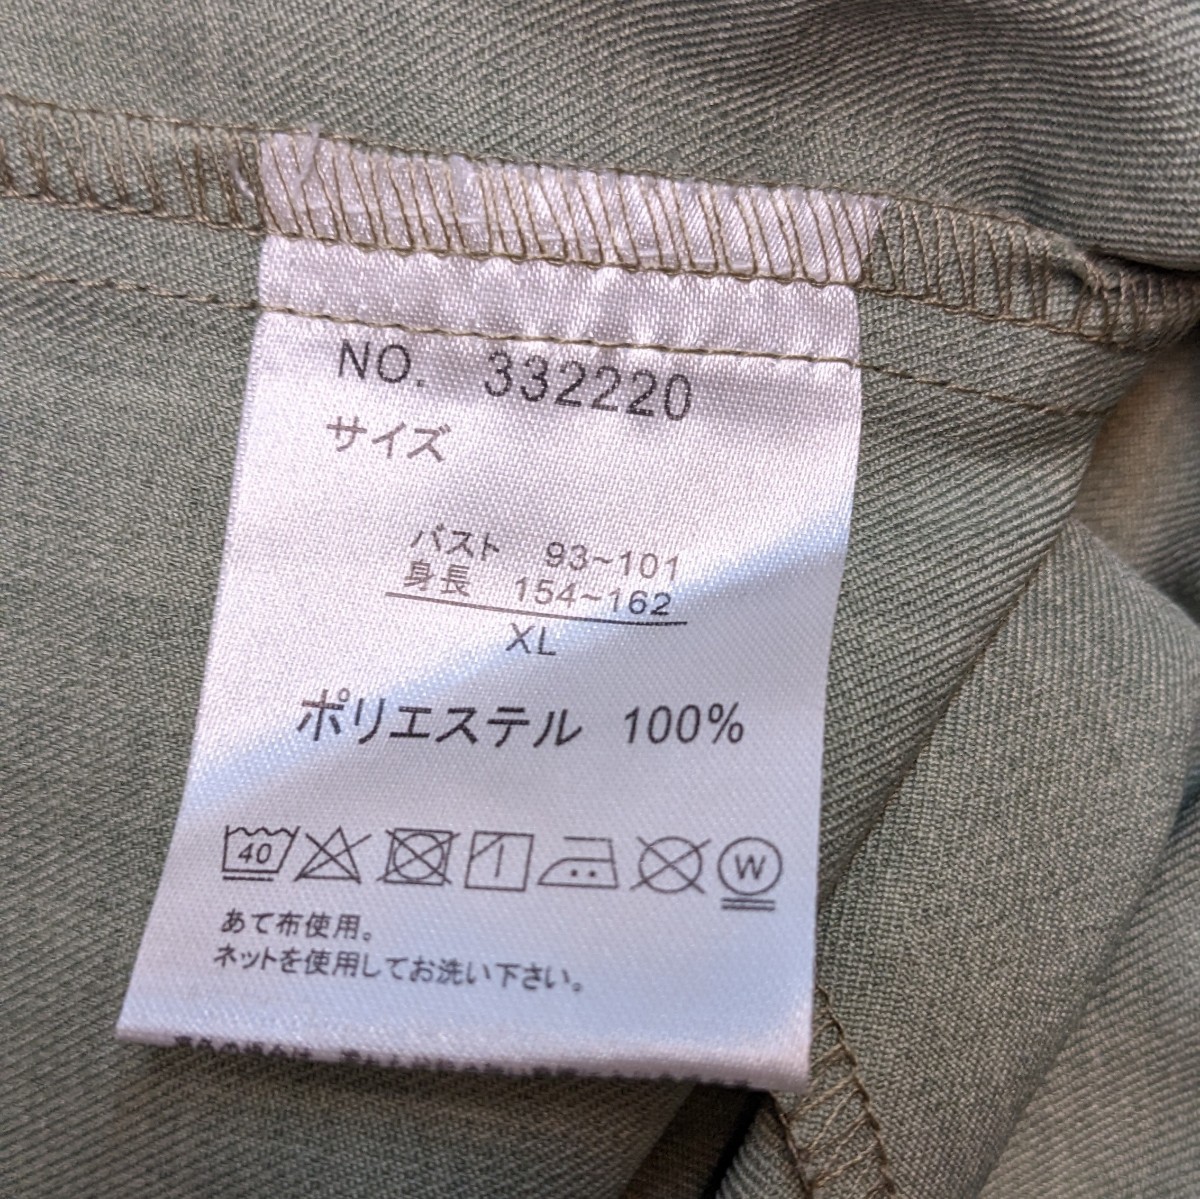 NO. 332220
サイズ
バスト 93~101
身長 154~162
XL
ポリエステル 100%
40
W
あて布使用。
ネットを使用してお洗い下さい。